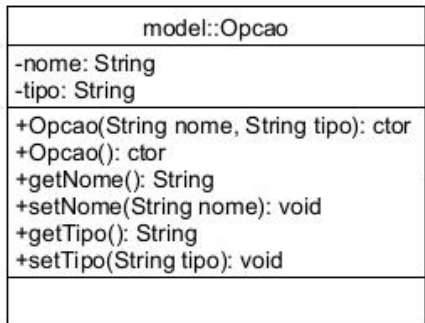 model::Opcao
-nome: String
-tipo: String
+Opcao(String nome, String tipo): ctor
+Opcao(): ctor
+getNome(): String
+setNome(String nome): void
+getTipo(): String
+setTipo(String tipo): void